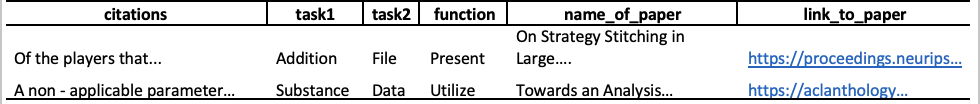 citations task1 task2 function name_of_paper link_to_paper
On Strategy Stitching in
Of the players that... Addition File Present Large.... https://proceedings.neurips...
A non - applicable parameter... Substance Data Utilize Towards an Analysis... https://aclanthology...